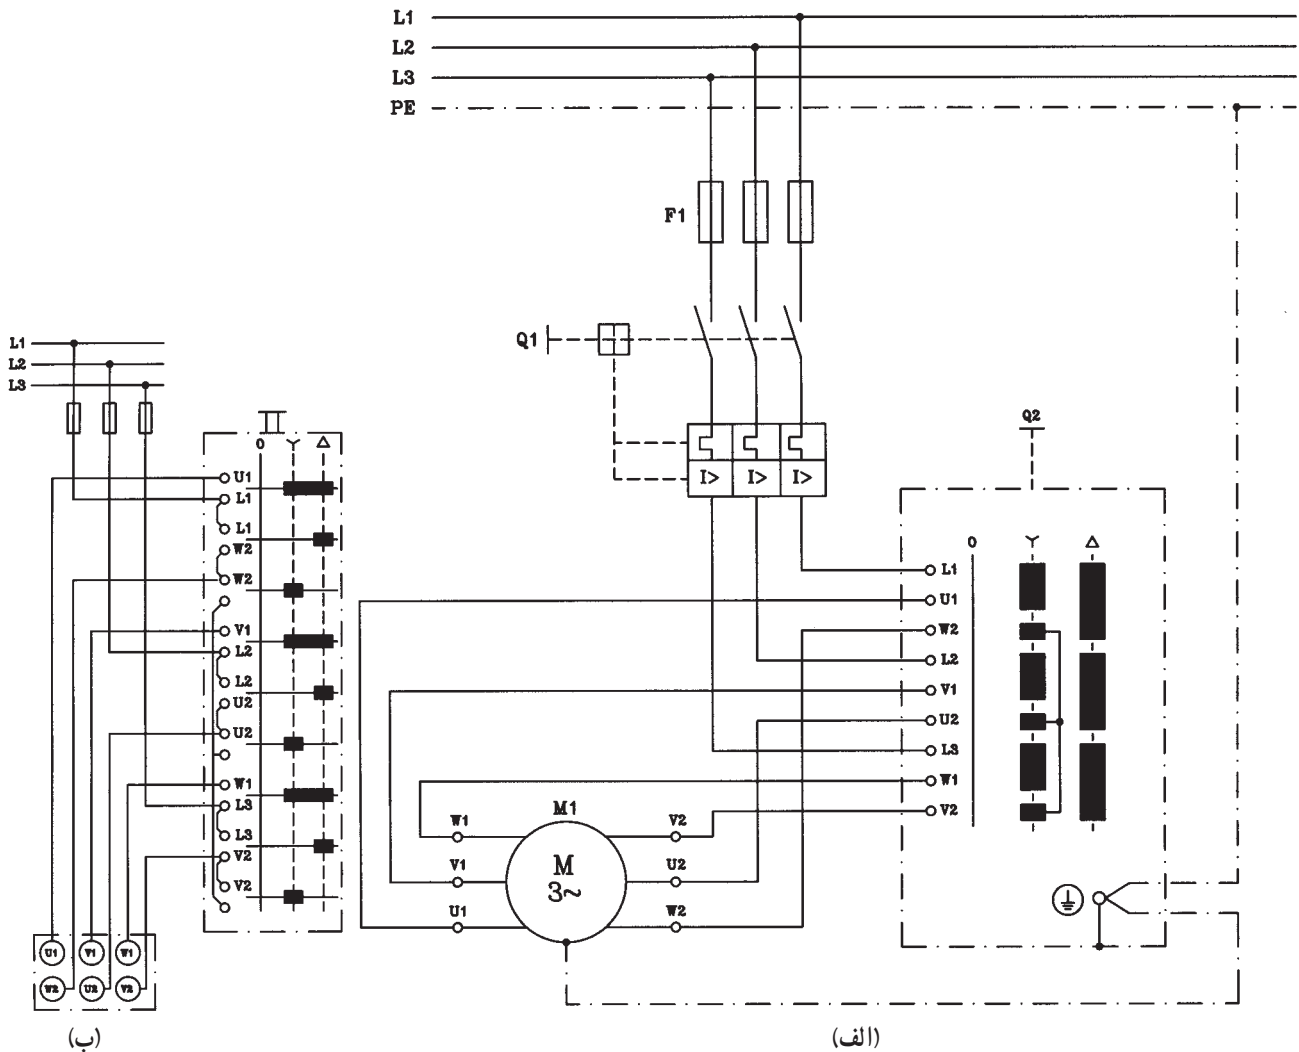 L1
L2
L3
PE
F1
Q1
I> I> I>
Q2
0 Y Δ
L1
U1
W2
L2
V1
U2
L3
W1
V2
M1
W1 V2
M
3~
V1 U2
U1 W2
(الف)
L1
L2
L3
0 Y Δ
U1
L1
L1
W2
W2
V1
L2
L2
U2
U2
W1
L3
L3
V2
V2
U1 V1 W1
W2 U2 V2
(ب)